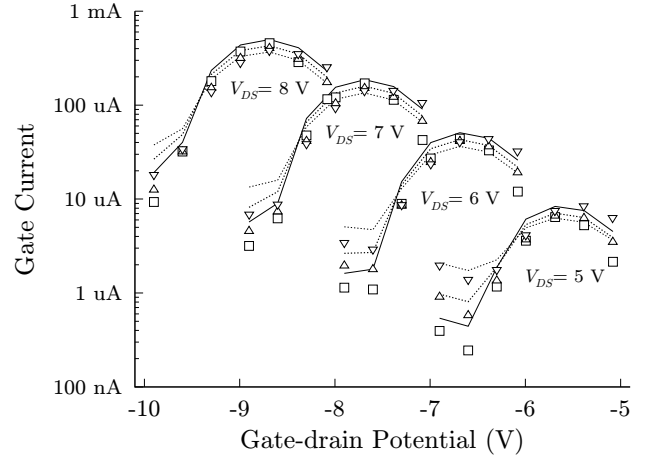 1 mA
100 uA
10 uA
1 uA
100 nA
Gate Current
V_DS = 8 V
V_DS = 7 V
V_DS = 6 V
V_DS = 5 V
-10
-9
-8
-7
-6
-5
Gate-drain Potential (V)